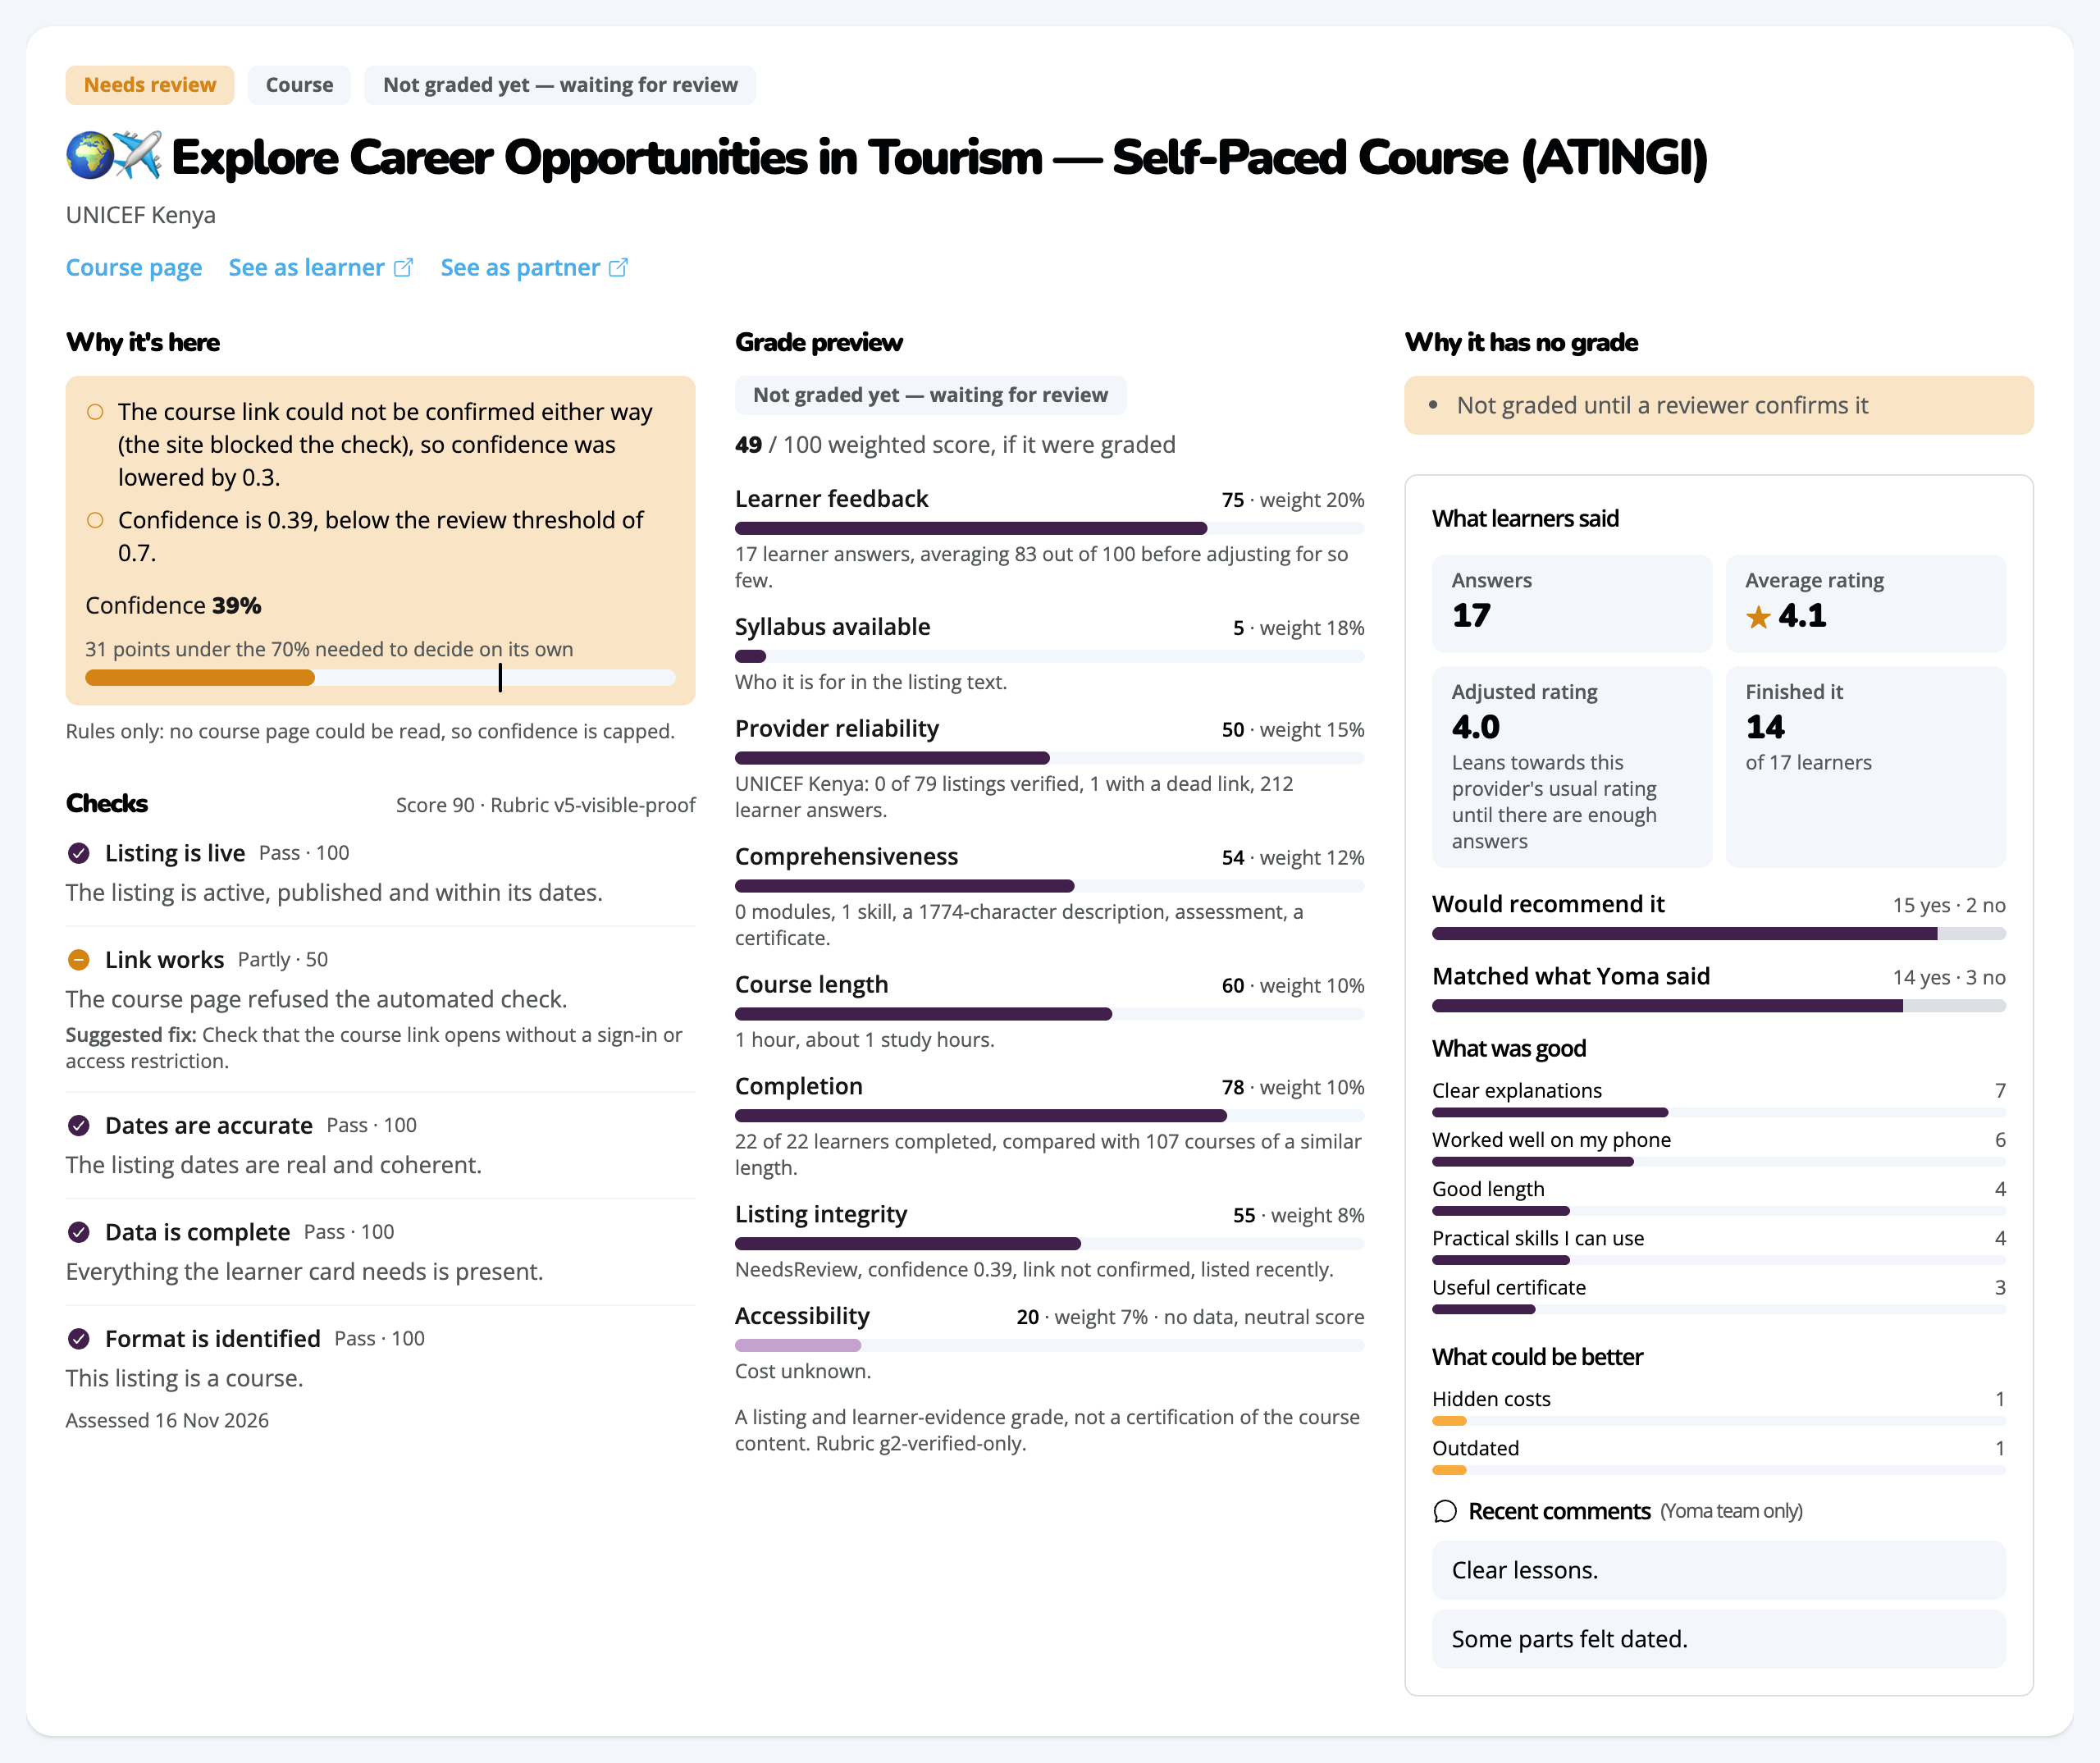 Needs review
Course
Not graded yet — waiting for review
🌍✈️ Explore Career Opportunities in Tourism — Self-Paced Course (ATINGI)
UNICEF Kenya
Course page
See as learner
See as partner
Why it's here
The course link could not be confirmed either way
(the site blocked the check), so confidence was
lowered by 0.3.
Confidence is 0.39, below the review threshold of
0.7.
Confidence 39%
31 points under the 70% needed to decide on its own
Rules only: no course page could be read, so confidence is capped.
Checks
Score 90 · Rubric v5-visible-proof
Listing is live Pass · 100
The listing is active, published and within its dates.
Link works Partly · 50
The course page refused the automated check.
Suggested fix: Check that the course link opens without a sign-in or
access restriction.
Dates are accurate Pass · 100
The listing dates are real and coherent.
Data is complete Pass · 100
Everything the learner card needs is present.
Format is identified Pass · 100
This listing is a course.
Assessed 16 Nov 2026
Grade preview
Not graded yet — waiting for review
49 / 100 weighted score, if it were graded
Learner feedback 75 · weight 20%
17 learner answers, averaging 83 out of 100 before adjusting for so
few.
Syllabus available 5 · weight 18%
Who it is for in the listing text.
Provider reliability 50 · weight 15%
UNICEF Kenya: 0 of 79 listings verified, 1 with a dead link, 212
learner answers.
Comprehensiveness 54 · weight 12%
0 modules, 1 skill, a 1774-character description, assessment, a
certificate.
Course length 60 · weight 10%
1 hour, about 1 study hours.
Completion 78 · weight 10%
22 of 22 learners completed, compared with 107 courses of a similar
length.
Listing integrity 55 · weight 8%
NeedsReview, confidence 0.39, link not confirmed, listed recently.
Accessibility 20 · weight 7% · no data, neutral score
Cost unknown.
A listing and learner-evidence grade, not a certification of the course
content. Rubric g2-verified-only.
Why it has no grade
Not graded until a reviewer confirms it
What learners said
Answers
17
Average rating
★ 4.1
Adjusted rating
4.0
Leans towards this
provider's usual rating
until there are enough
answers
Finished it
14
of 17 learners
Would recommend it 15 yes · 2 no
Matched what Yoma said 14 yes · 3 no
What was good
Clear explanations 7
Worked well on my phone 6
Good length 4
Practical skills I can use 4
Useful certificate 3
What could be better
Hidden costs 1
Outdated 1
Recent comments (Yoma team only)
Clear lessons.
Some parts felt dated.